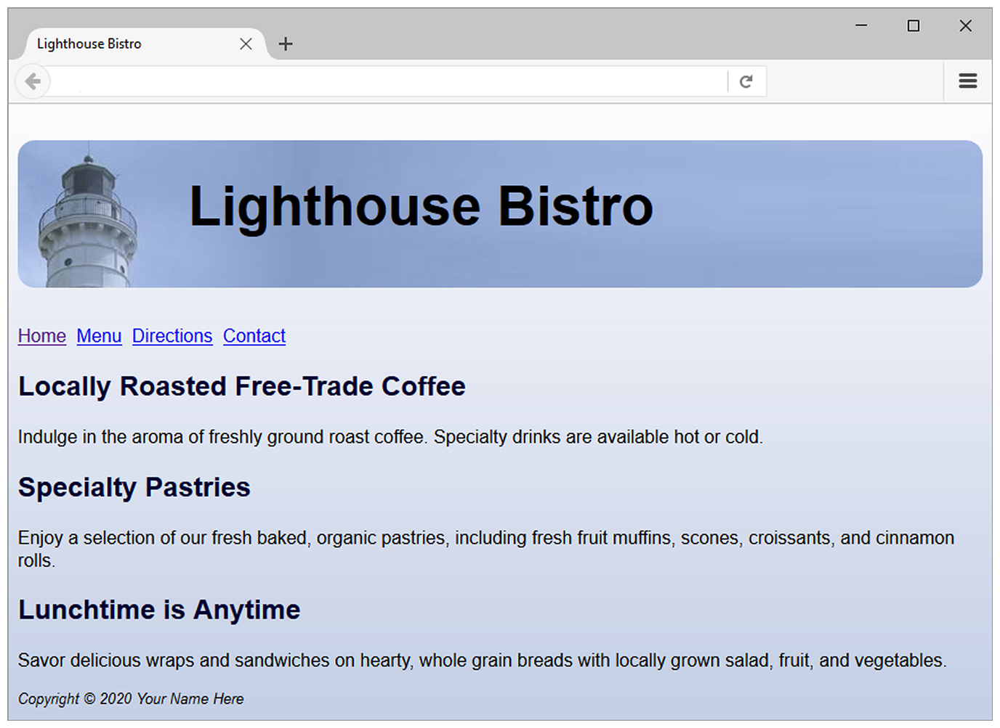 Lighthouse Bistro
Lighthouse Bistro
Home Menu Directions Contact
Locally Roasted Free-Trade Coffee
Indulge in the aroma of freshly ground roast coffee. Specialty drinks are available hot or cold.
Specialty Pastries
Enjoy a selection of our fresh baked, organic pastries, including fresh fruit muffins, scones, croissants, and cinnamon
rolls.
Lunchtime is Anytime
Savor delicious wraps and sandwiches on hearty, whole grain breads with locally grown salad, fruit, and vegetables.
Copyright © 2020 Your Name Here